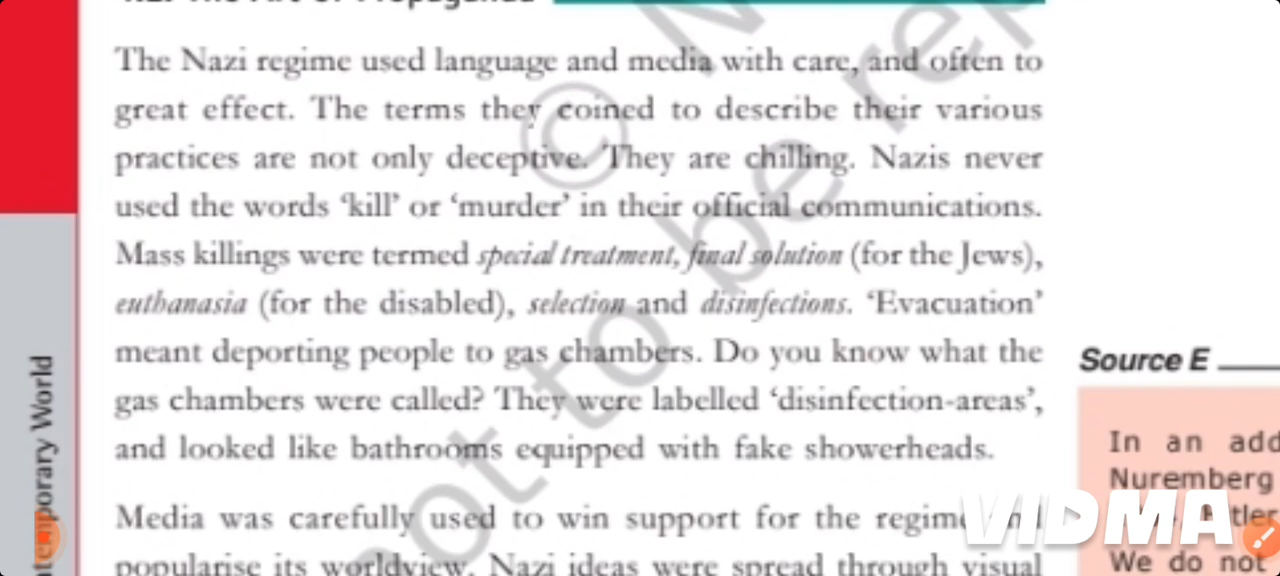 The Nazi regime used language and media with care, and often to
great effect. The terms they coined to describe their various
practices are not only deceptive. They are chilling. Nazis never
used the words ‘kill’ or ‘murder’ in their official communications.
Mass killings were termed special treatment, final solution (for the Jews),
euthanasia (for the disabled), selection and disinfections. ‘Evacuation’
meant deporting people to gas chambers. Do you know what the
gas chambers were called? They were labelled ‘disinfection-areas’,
and looked like bathrooms equipped with fake showerheads.
Media was carefully used to win support for the regime
popularise its worldview. Nazi ideas were spread through visual
Source E
In an add
Nuremberg
We do not
World
© N
not to be rep
VIDMA